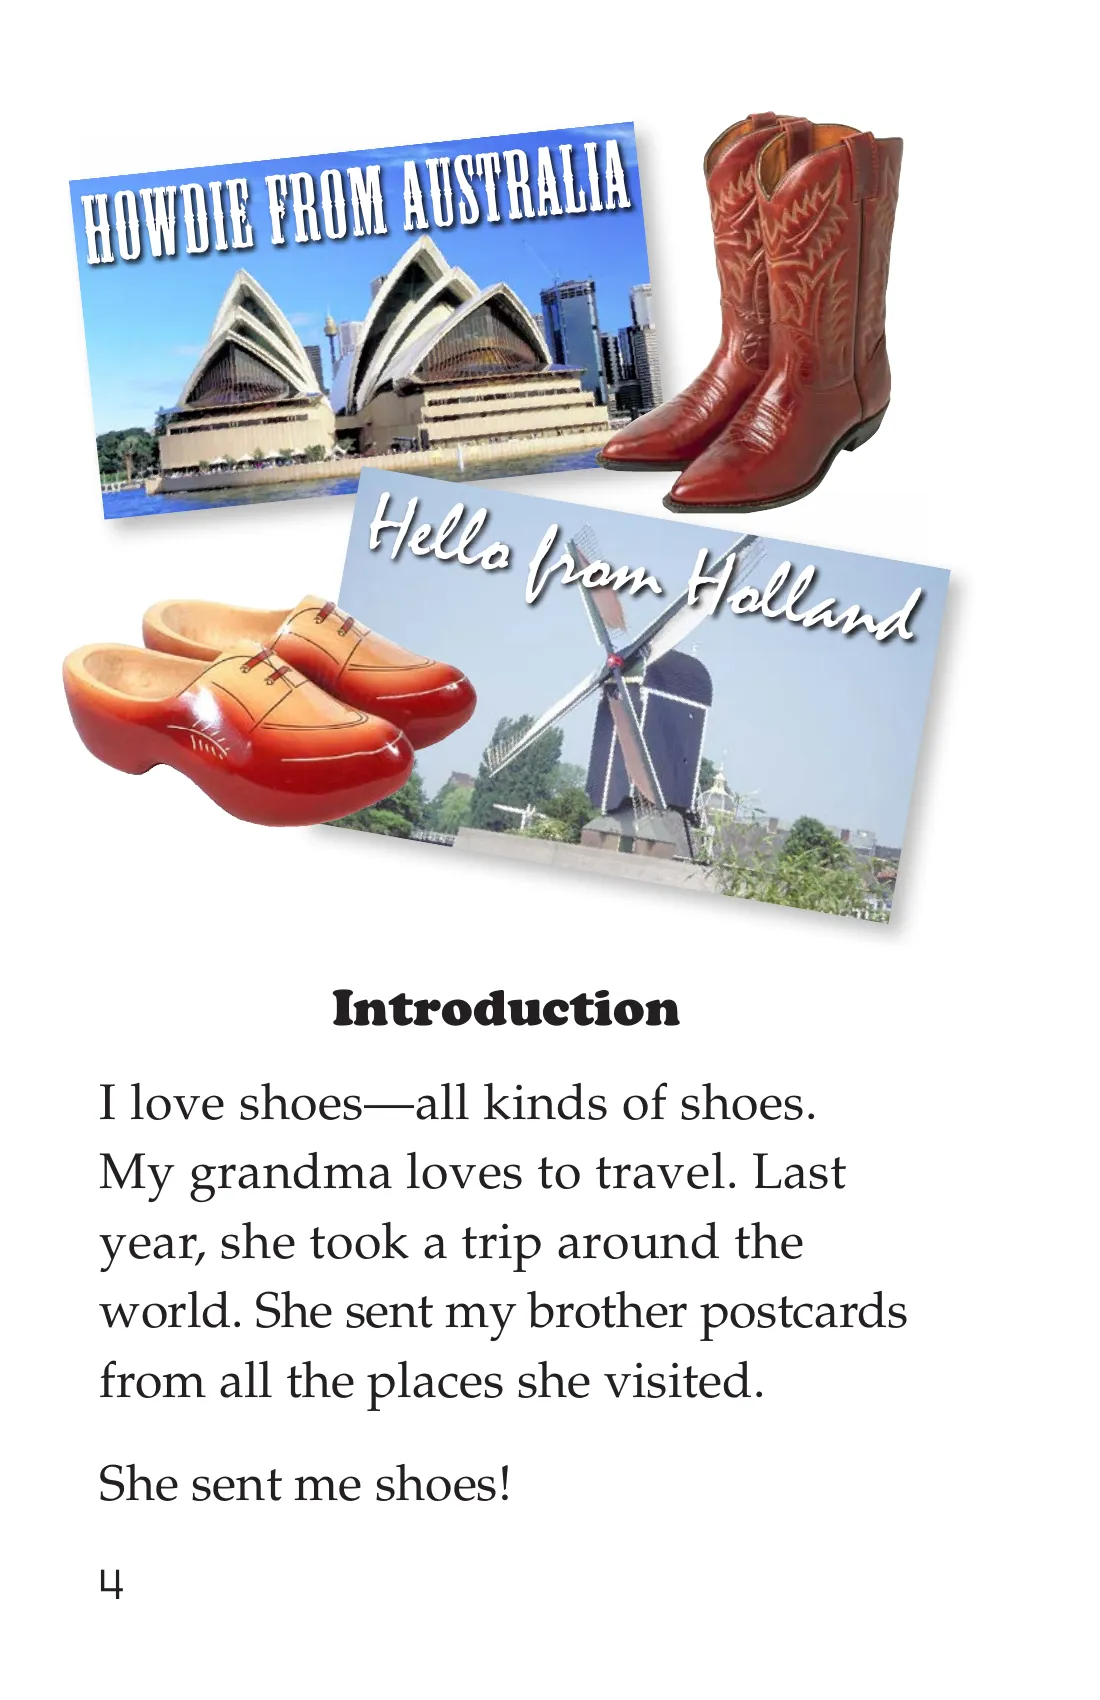 HOWDIE FROM AUSTRALIA
Hello from Holland
Introduction
I love shoes—all kinds of shoes.
My grandma loves to travel. Last
year, she took a trip around the
world. She sent my brother postcards
from all the places she visited.
She sent me shoes!
4